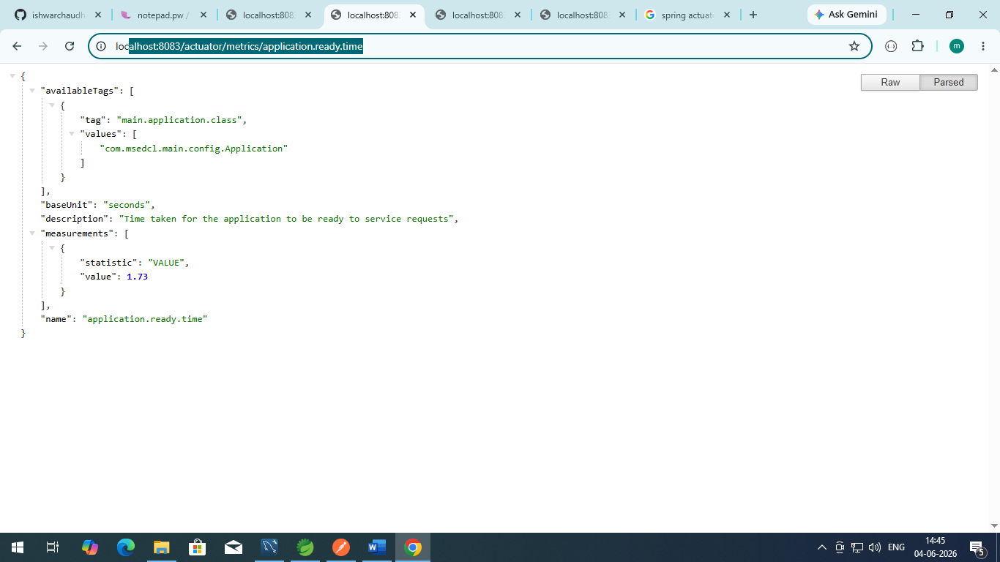 ishwarchaudh
notepad.pw /
localhost:808
localhost:808
localhost:808
localhost:808
spring actuat
Ask Gemini
localhost:8083/actuator/metrics/application.ready.time
m
Raw
Parsed
{
"availableTags": [
{
"tag": "main.application.class",
"values": [
"com.msedcl.main.config.Application"
]
}
],
"baseUnit": "seconds",
"description": "Time taken for the application to be ready to service requests",
"measurements": [
{
"statistic": "VALUE",
"value": 1.73
}
],
"name": "application.ready.time"
}
ENG
14:45
04-06-2026
5